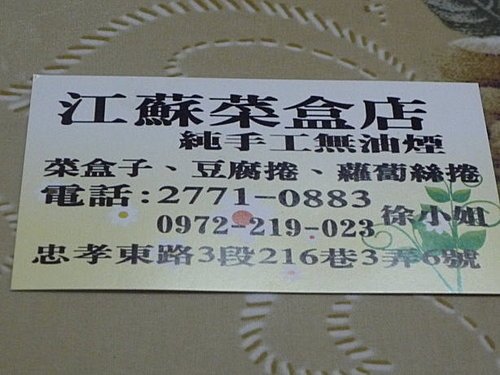 江蘇菜盒店
純手工無油煙
菜盒子、豆腐捲、蘿蔔絲捲
電話:2771-0883
0972-219-023 徐小姐
忠孝東路3段216巷3弄6號